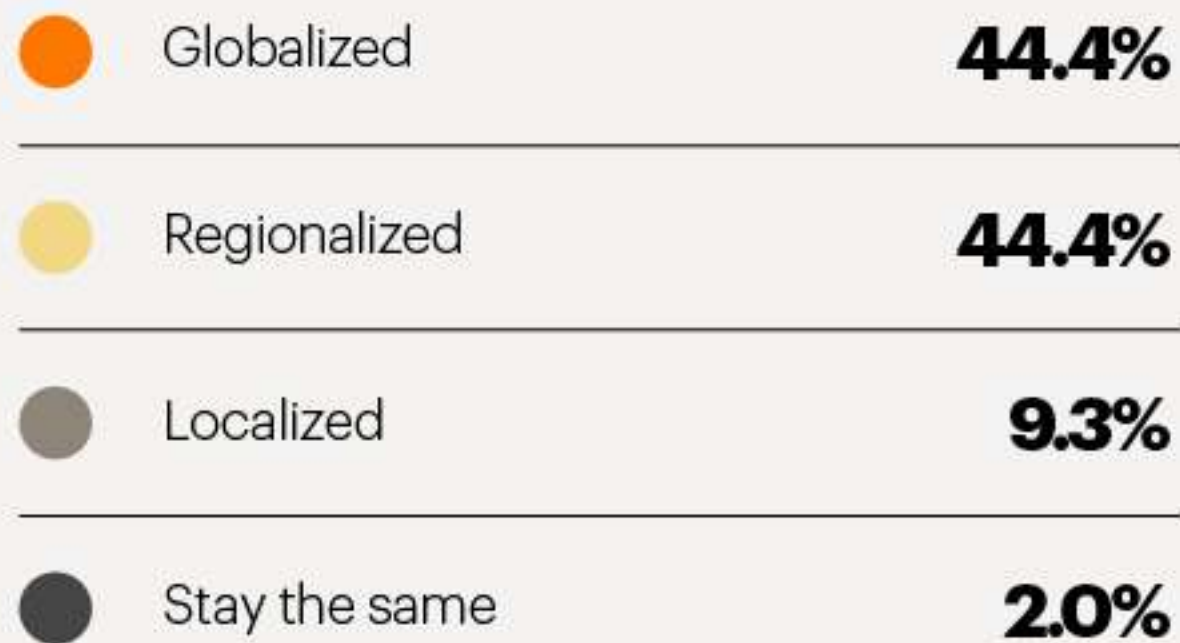 Globalized 44.4%
Regionalized 44.4%
Localized 9.3%
Stay the same 2.0%